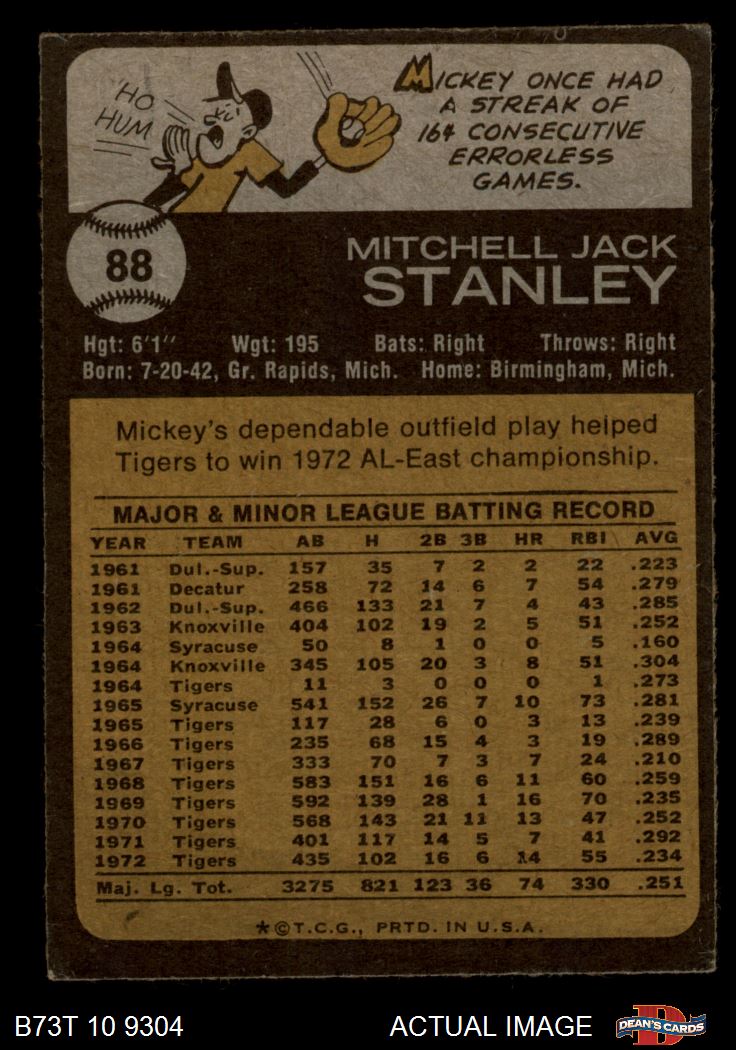 HO
HUM
MICKEY ONCE HAD
A STREAK OF
164 CONSECUTIVE
ERRORLESS
GAMES.
88
MITCHELL JACK
STANLEY
Hgt: 6'1" Wgt: 195 Bats: Right Throws: Right
Born: 7-20-42, Gr. Rapids, Mich. Home: Birmingham, Mich.
Mickey's dependable outfield play helped
Tigers to win 1972 AL-East championship.
MAJOR & MINOR LEAGUE BATTING RECORD
YEAR TEAM AB H 2B 3B HR RBI AVG
1961 Dul.-Sup. 157 35 7 2 2 22 .223
1961 Decatur 258 72 14 6 7 54 .279
1962 Dul.-Sup. 466 133 21 7 4 43 .285
1963 Knoxville 404 102 19 2 5 51 .252
1964 Syracuse 50 8 1 0 0 5 .160
1964 Knoxville 345 105 20 3 8 51 .304
1964 Tigers 11 3 0 0 0 1 .273
1965 Syracuse 541 152 26 7 10 73 .281
1965 Tigers 117 28 6 0 3 13 .239
1966 Tigers 235 68 15 4 3 19 .289
1967 Tigers 333 70 7 3 7 24 .210
1968 Tigers 583 151 16 6 11 60 .259
1969 Tigers 592 139 28 1 16 70 .235
1970 Tigers 568 143 21 11 13 47 .252
1971 Tigers 401 117 14 5 7 41 .292
1972 Tigers 435 102 16 6 14 55 .234
Maj. Lg. Tot. 3275 821 123 36 74 330 .251
*©T.C.G., PRTD. IN U.S.A.
B73T 10 9304 ACTUAL IMAGE D DEAN'S CARDS